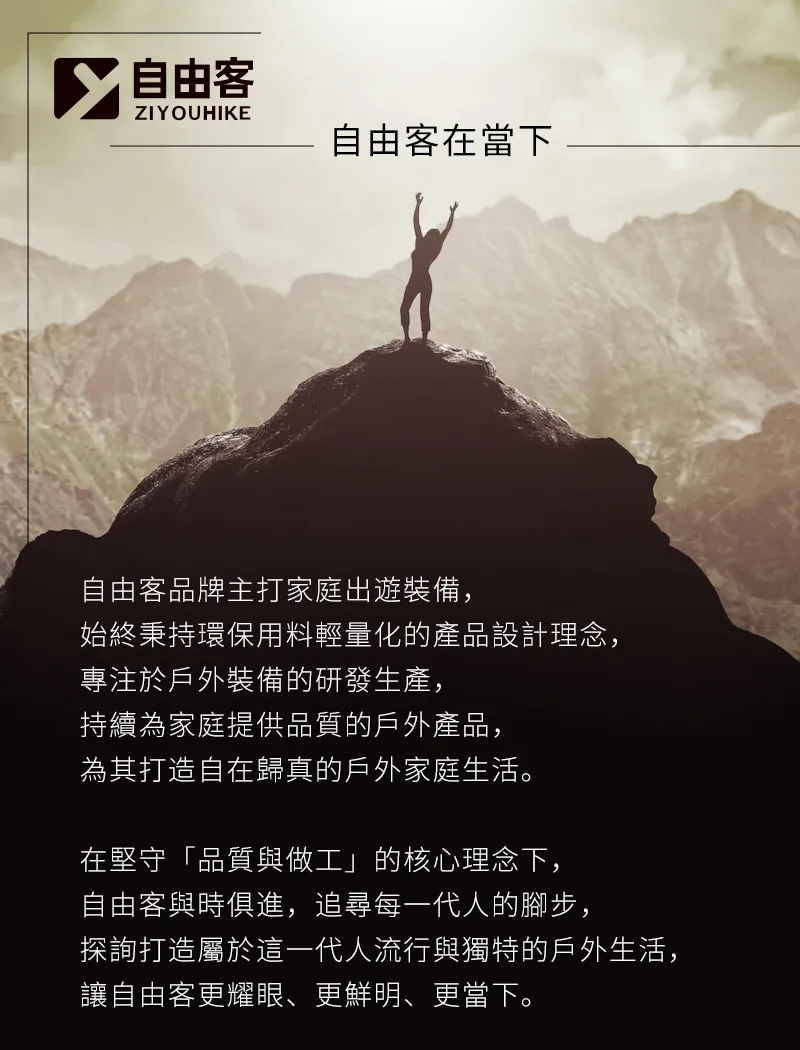 自由客
ZIYOUHIKE
自由客在當下
自由客品牌主打家庭出遊裝備，
始終秉持環保用料輕量化的產品設計理念，
專注於戶外裝備的研發生產，
持續為家庭提供品質的戶外產品，
為其打造自在歸真的戶外家庭生活。
在堅守「品質與做工」的核心理念下，
自由客與時俱進，追尋每一代人的腳步，
探詢打造屬於這一代人流行與獨特的戶外生活，
讓自由客更耀眼、更鮮明、更當下。